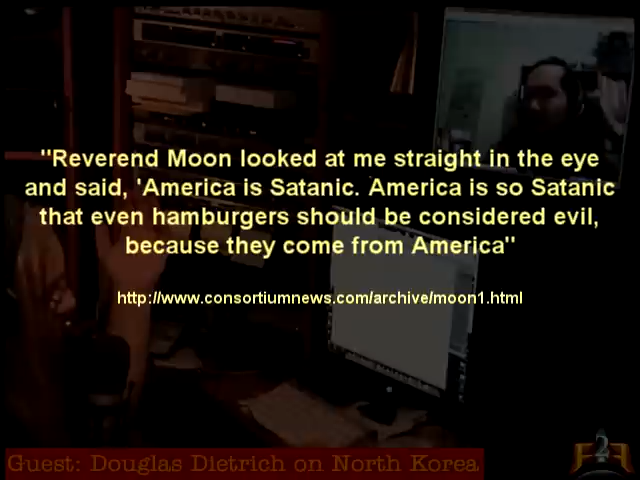 "Reverend Moon looked at me straight in the eye
and said, 'America is Satanic. America is so Satanic
that even hamburgers should be considered evil,
because they come from America"
http://www.consortiumnews.com/archive/moon1.html
Guest: Douglas Dietrich on North Korea
F2F